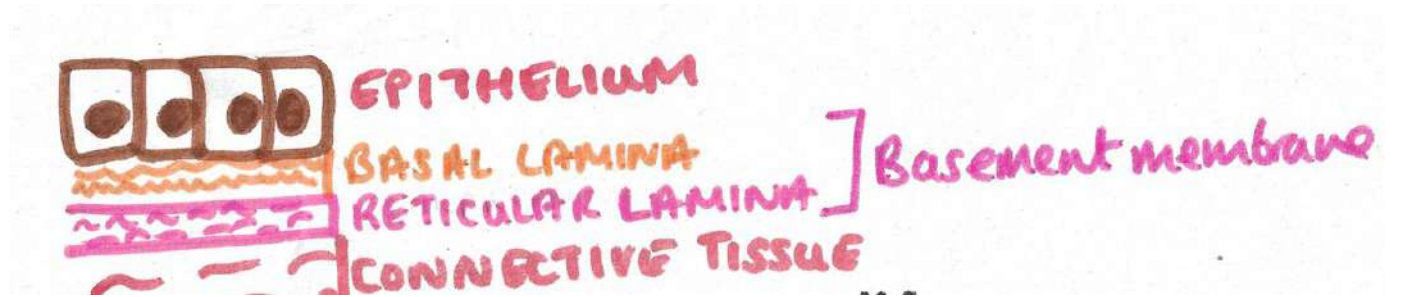 EPITHELIUM
BASAL LAMINA
RETICULAR LAMINA
Basement membrane
CONNECTIVE TISSUE